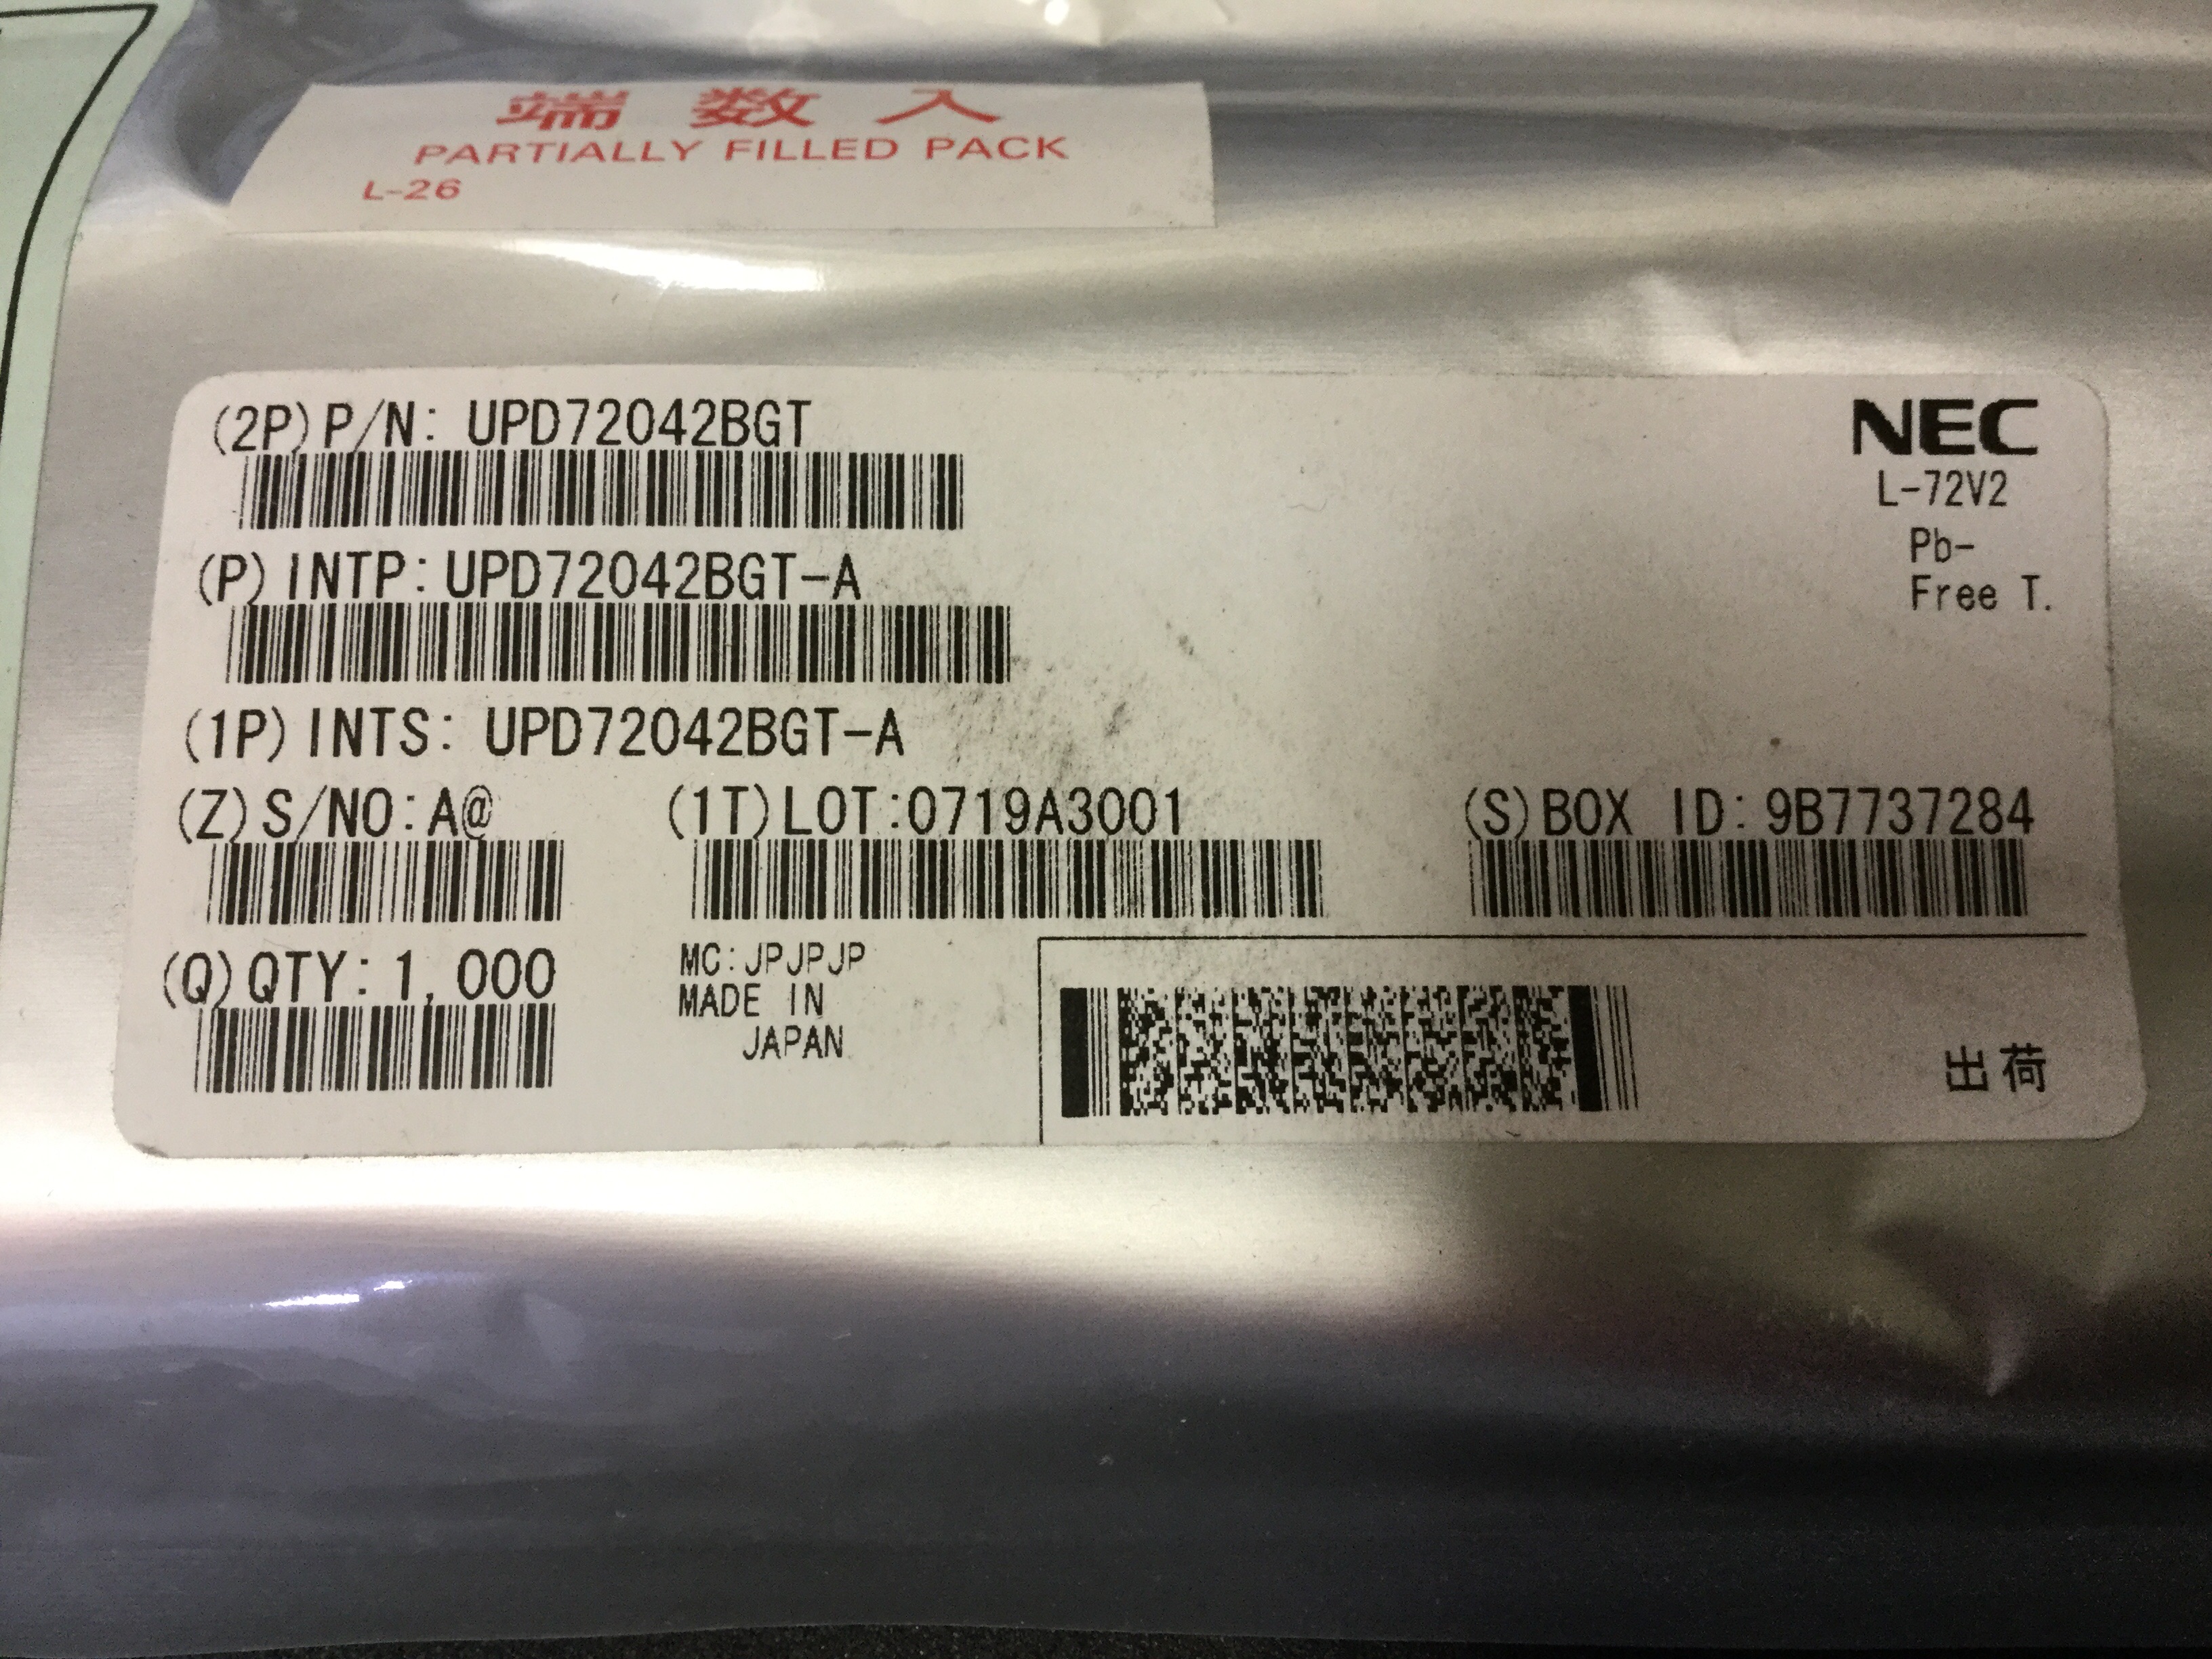 端数入
PARTIALLY FILLED PACK
L-26
(2P)P/N: UPD72042BGT
NEC
L-72V2
Pb-
Free T.
(P)INTP:UPD72042BGT-A
(1P)INTS: UPD72042BGT-A
(Z)S/NO:A@
(1T)LOT:0719A3001
(S)BOX ID:9B7737284
(Q)QTY:1,000
MC:JPJPJP
MADE IN
JAPAN
出荷